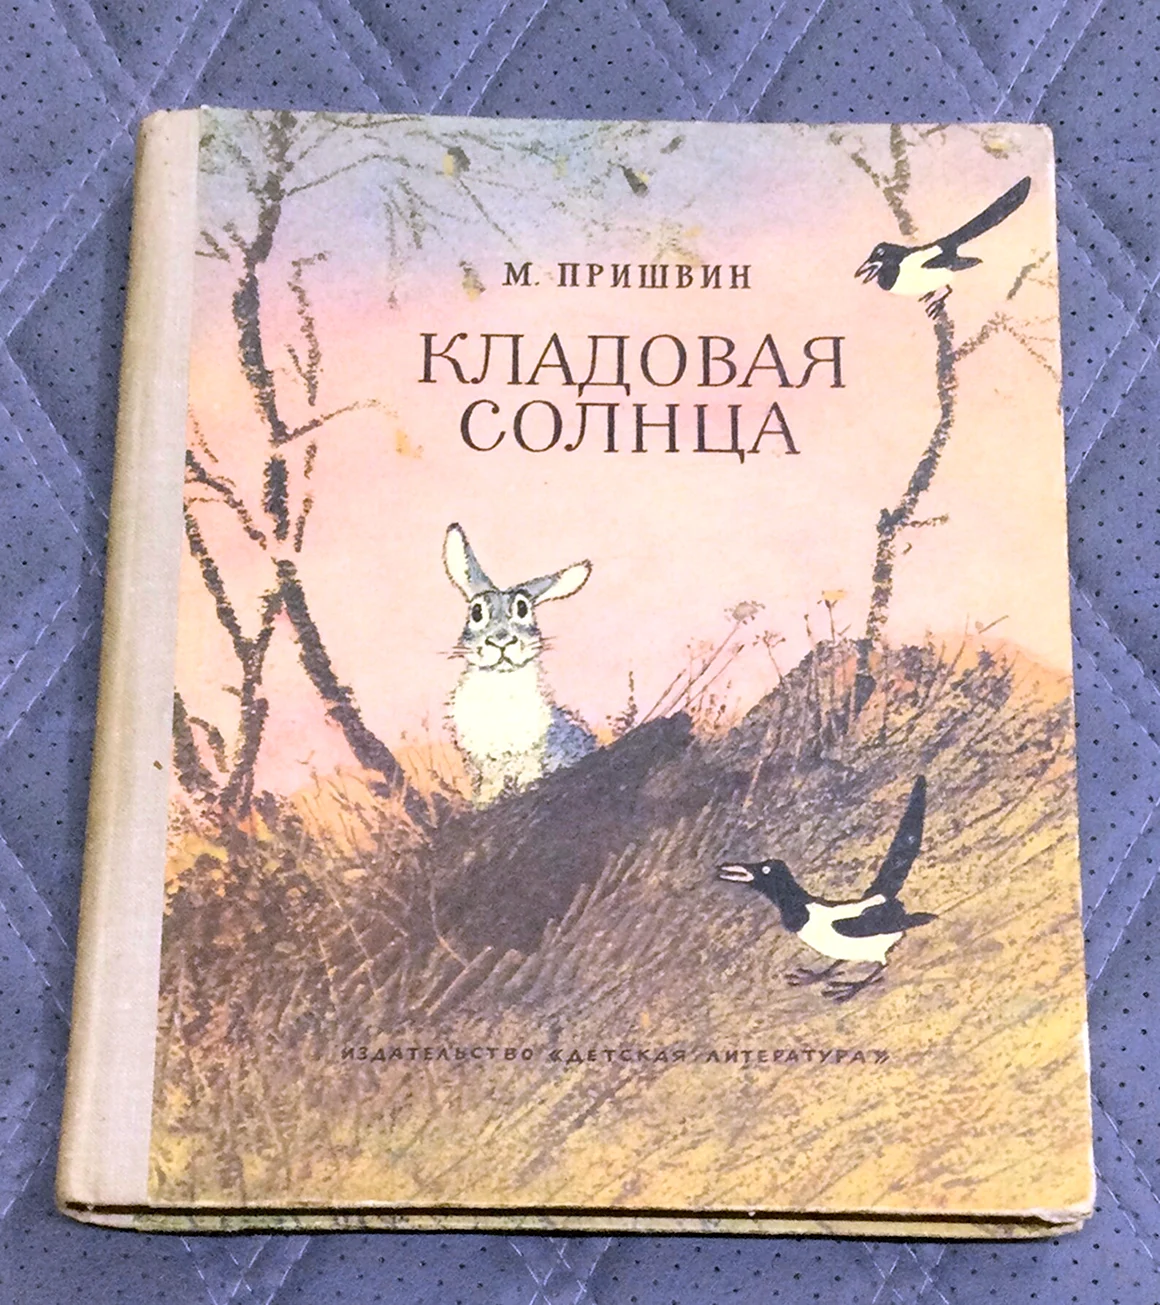 М. ПРИШВИН
КЛАДОВАЯ
СОЛНЦА
ИЗДАТЕЛЬСТВО «ДЕТСКАЯ ЛИТЕРАТУРА»